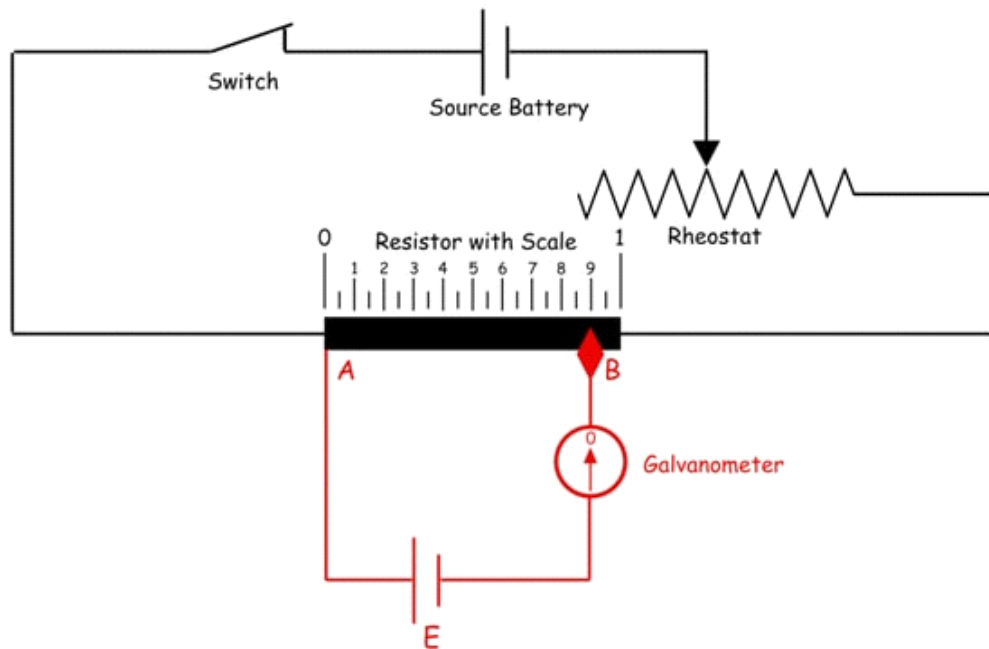 Switch
Source Battery
Rheostat
0 Resistor with Scale 1
1 2 3 4 5 6 7 8 9
A B
0
Galvanometer
E